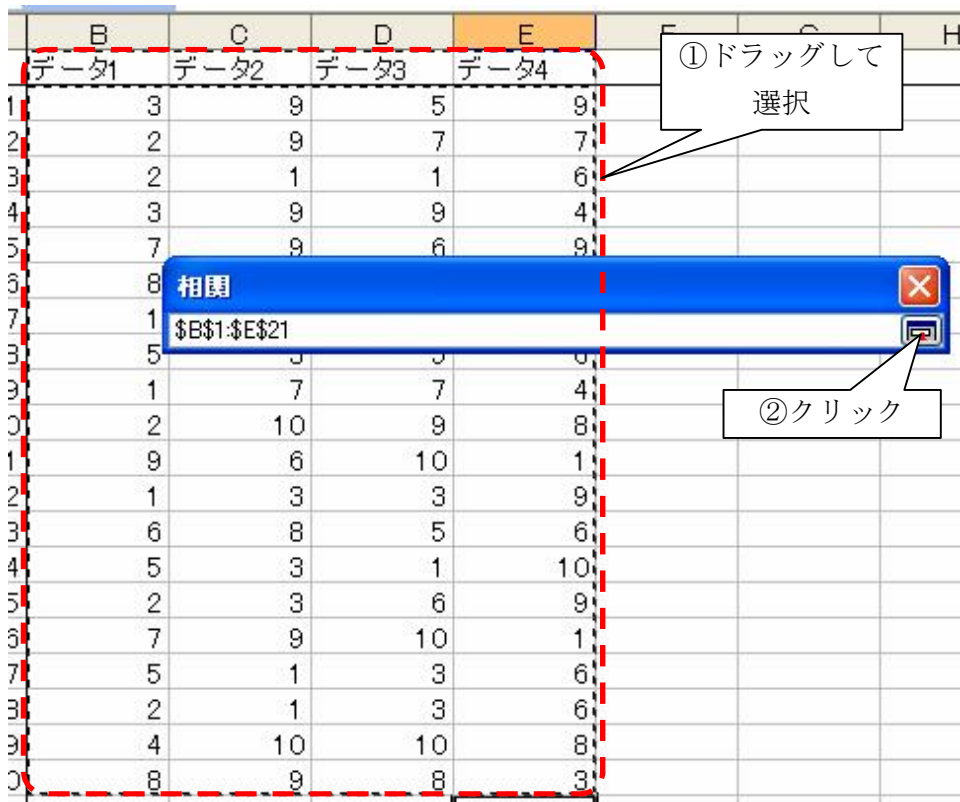 B C D E
データ1 データ2 データ3 データ4
①ドラッグして
選択
3 9 5 9
2 9 7 7
2 1 1 6
3 9 9 4
7 9 6 9
8
相関
1
$B$1:$E$21
5
1 7 7 4
②クリック
2 10 9 8
9 6 10 1
1 3 3 9
6 8 5 6
5 3 1 10
2 3 6 9
7 9 10 1
5 1 3 6
2 1 3 6
4 10 10 8
8 9 8 3